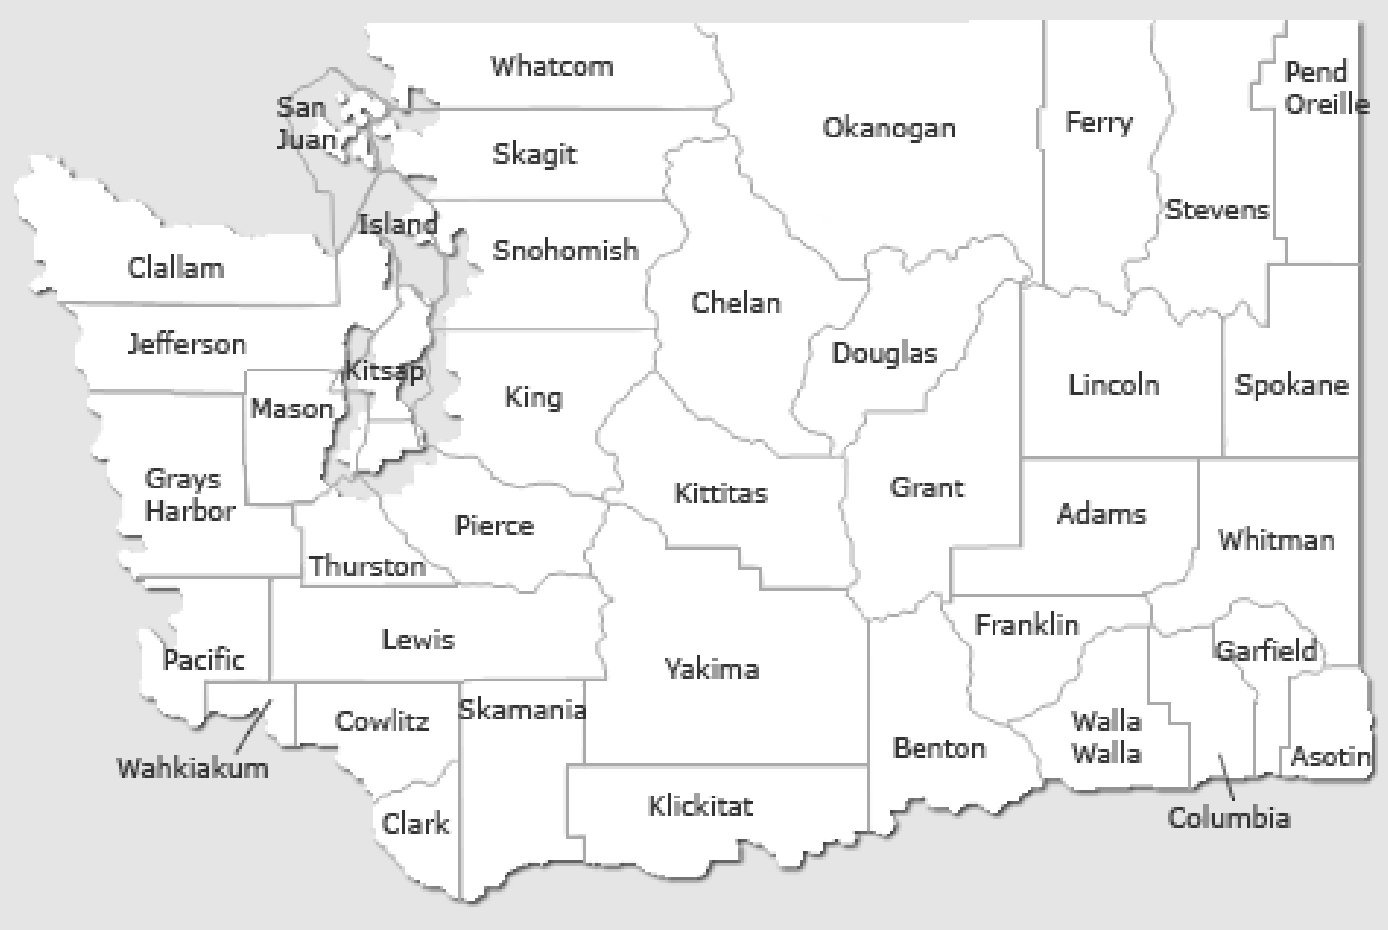 Whatcom
Pend
Oreille
San
Juan
Okanogan
Ferry
Skagit
Stevens
Island
Snohomish
Clallam
Chelan
Jefferson
Douglas
Kitsap
Lincoln
Spokane
Mason
King
Grays
Harbor
Kittitas
Grant
Adams
Pierce
Whitman
Thurston
Franklin
Lewis
Garfield
Pacific
Yakima
Skamania
Cowlitz
Walla
Walla
Benton
Asotin
Wahkiakum
Klickitat
Columbia
Clark